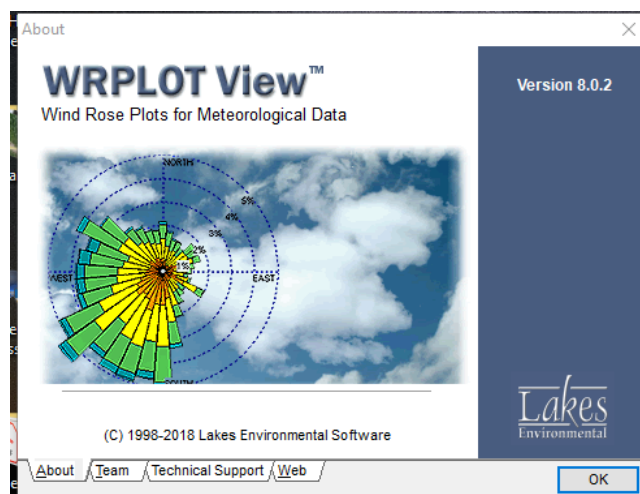 About
WRPLOT View™
Wind Rose Plots for Meteorological Data
Version 8.0.2
NORTH
5%
4%
3%
2%
1%
WEST
EAST
SOUTH
Lakes
Environmental
(C) 1998-2018 Lakes Environmental Software
About
Team
Technical Support
Web
OK